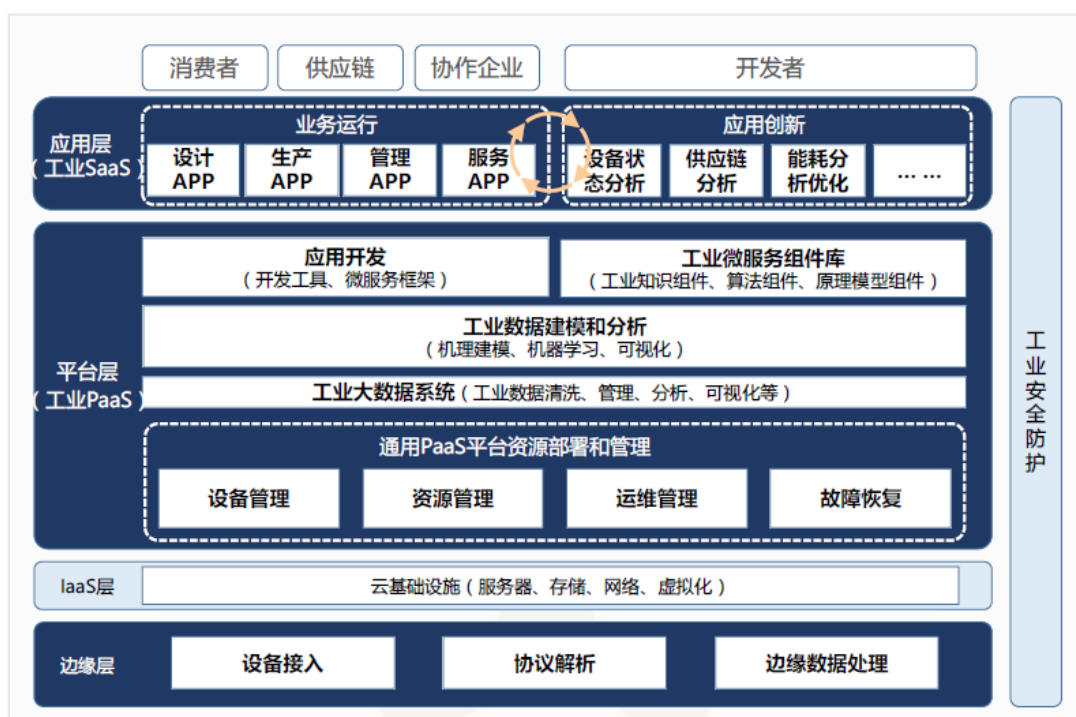 消费者
供应链
协作企业
开发者
应用层
（工业SaaS）
业务运行
设计
APP
生产
APP
管理
APP
服务
APP
应用创新
设备状
态分析
供应链
分析
能耗分
析优化
... ...
平台层
（工业PaaS）
应用开发
（开发工具、微服务框架）
工业微服务组件库
（工业知识组件、算法组件、原理模型组件）
工业数据建模和分析
（机理建模、机器学习、可视化）
工业大数据系统（工业数据清洗、管理、分析、可视化等）
通用PaaS平台资源部署和管理
设备管理
资源管理
运维管理
故障恢复
IaaS层
云基础设施（服务器、存储、网络、虚拟化）
边缘层
设备接入
协议解析
边缘数据处理
工业安全防护